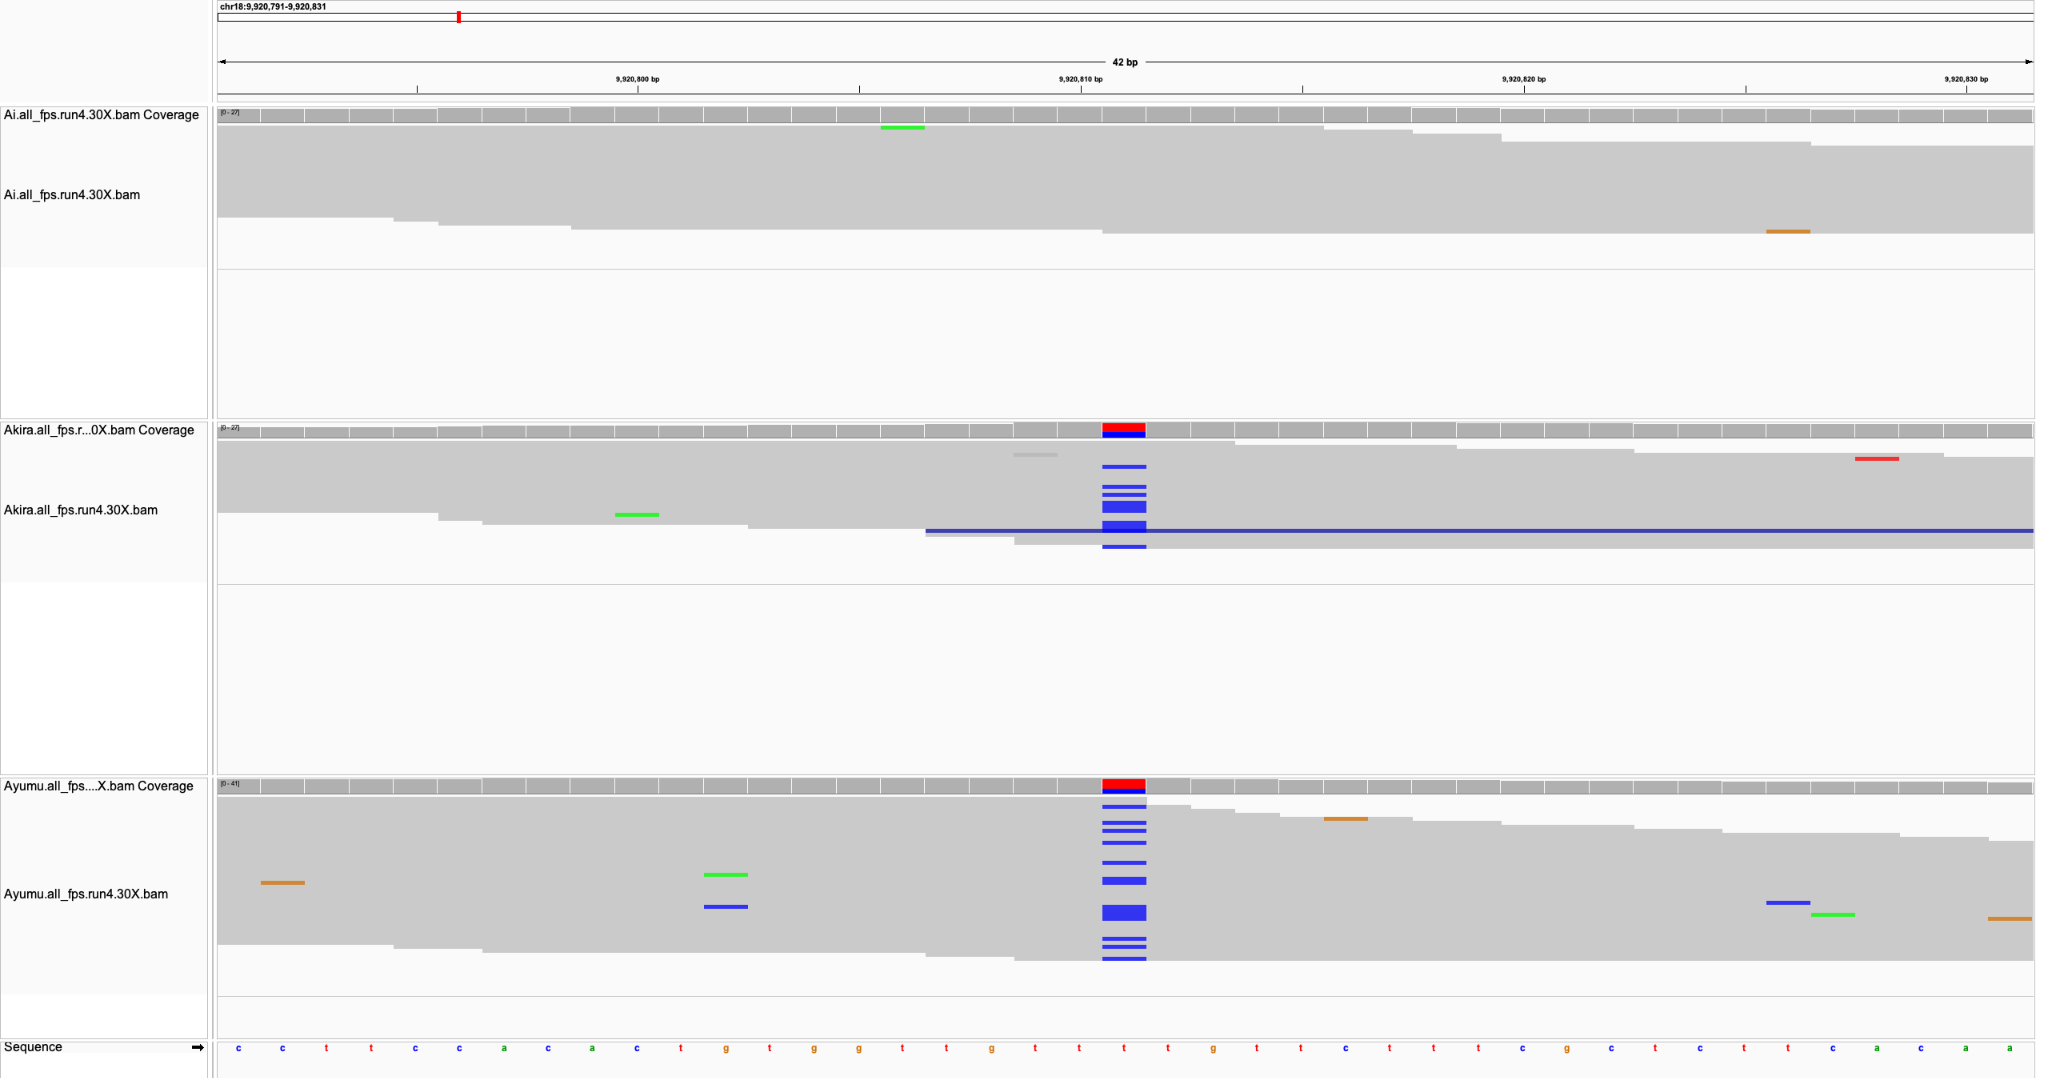 chr18:9,920,791-9,920,831
42 bp
9,920,800 bp 9,920,810 bp 9,920,820 bp 9,920,830 bp
Ai.all_fps.run4.30X.bam Coverage
[0 - 27]
Ai.all_fps.run4.30X.bam
Akira.all_fps.r...0X.bam Coverage
[0 - 27]
Akira.all_fps.run4.30X.bam
Ayumu.all_fps....X.bam Coverage
[0 - 41]
Ayumu.all_fps.run4.30X.bam
Sequence c c t t c c a c a c t g t g g t t g t t t t g t t c t t t c g c t c t t c a c a a